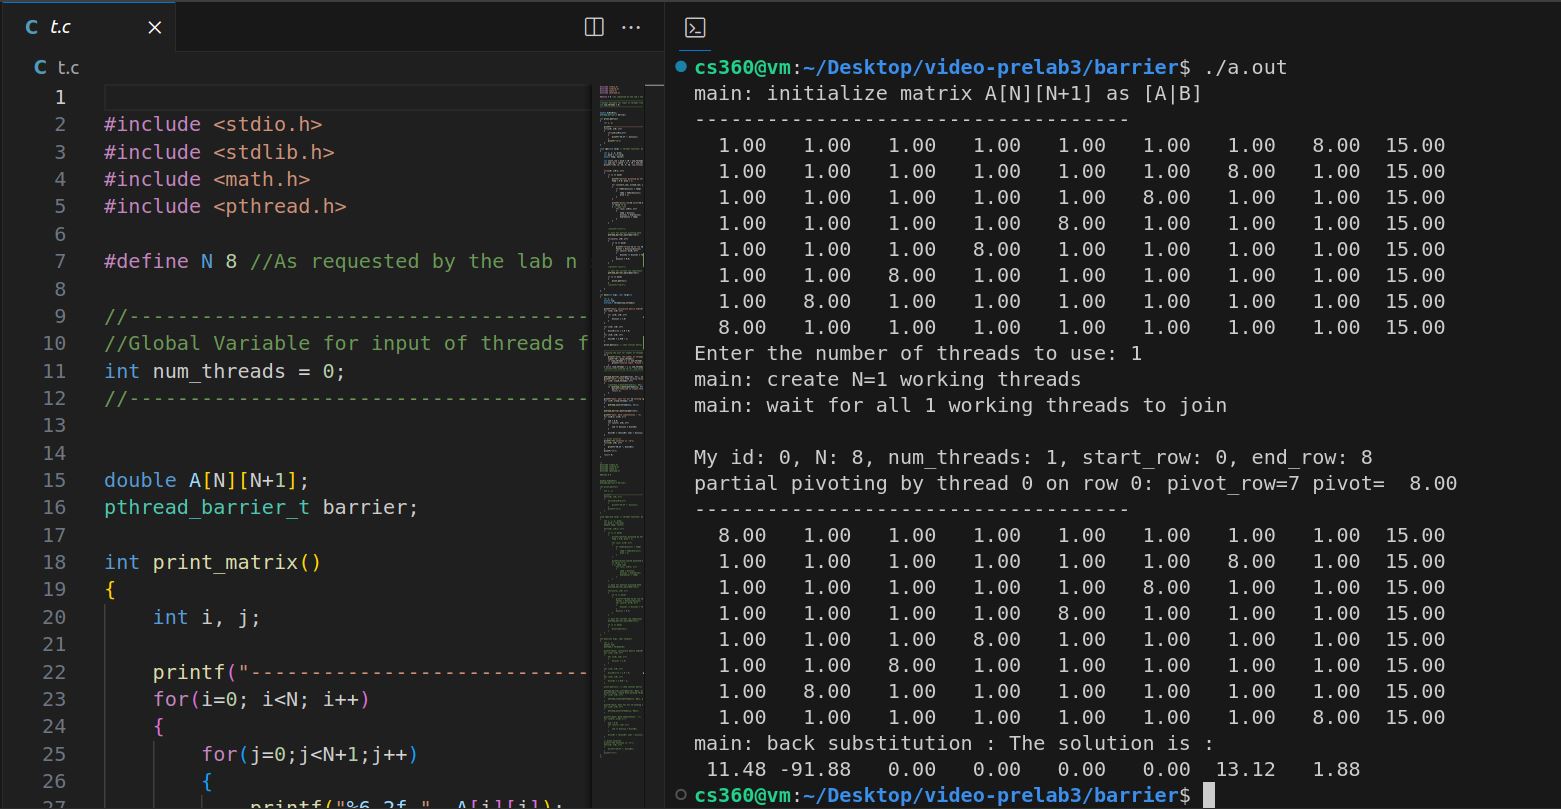 t.c
t.c
1
2 #include <stdio.h>
3 #include <stdlib.h>
4 #include <math.h>
5 #include <pthread.h>
6
7 #define N 8 //As requested by the lab n
8
9 //--------------------------------------
10 //Global Variable for input of threads f
11 int num_threads = 0;
12 //--------------------------------------
13
14
15 double A[N][N+1];
16 pthread_barrier_t barrier;
17
18 int print_matrix()
19 {
20 int i, j;
21
22 printf("----------------------------
23 for(i=0; i<N; i++)
24 {
25 for(j=0;j<N+1;j++)
26 {
27 printf("%6.2f ", A[i][j]);
cs360@vm:~/Desktop/video-prelab3/barrier$ ./a.out
main: initialize matrix A[N][N+1] as [A|B]
------------------------------------
1.00 1.00 1.00 1.00 1.00 1.00 1.00 8.00 15.00
1.00 1.00 1.00 1.00 1.00 1.00 8.00 1.00 15.00
1.00 1.00 1.00 1.00 1.00 8.00 1.00 1.00 15.00
1.00 1.00 1.00 1.00 8.00 1.00 1.00 1.00 15.00
1.00 1.00 1.00 8.00 1.00 1.00 1.00 1.00 15.00
1.00 1.00 8.00 1.00 1.00 1.00 1.00 1.00 15.00
1.00 8.00 1.00 1.00 1.00 1.00 1.00 1.00 15.00
8.00 1.00 1.00 1.00 1.00 1.00 1.00 1.00 15.00
Enter the number of threads to use: 1
main: create N=1 working threads
main: wait for all 1 working threads to join
My id: 0, N: 8, num_threads: 1, start_row: 0, end_row: 8
partial pivoting by thread 0 on row 0: pivot_row=7 pivot= 8.00
------------------------------------
8.00 1.00 1.00 1.00 1.00 1.00 1.00 1.00 15.00
1.00 1.00 1.00 1.00 1.00 1.00 8.00 1.00 15.00
1.00 1.00 1.00 1.00 1.00 8.00 1.00 1.00 15.00
1.00 1.00 1.00 1.00 8.00 1.00 1.00 1.00 15.00
1.00 1.00 1.00 8.00 1.00 1.00 1.00 1.00 15.00
1.00 1.00 8.00 1.00 1.00 1.00 1.00 1.00 15.00
1.00 8.00 1.00 1.00 1.00 1.00 1.00 1.00 15.00
1.00 1.00 1.00 1.00 1.00 1.00 1.00 8.00 15.00
main: back substitution : The solution is :
11.48 -91.88 0.00 0.00 0.00 0.00 13.12 1.88
cs360@vm:~/Desktop/video-prelab3/barrier$